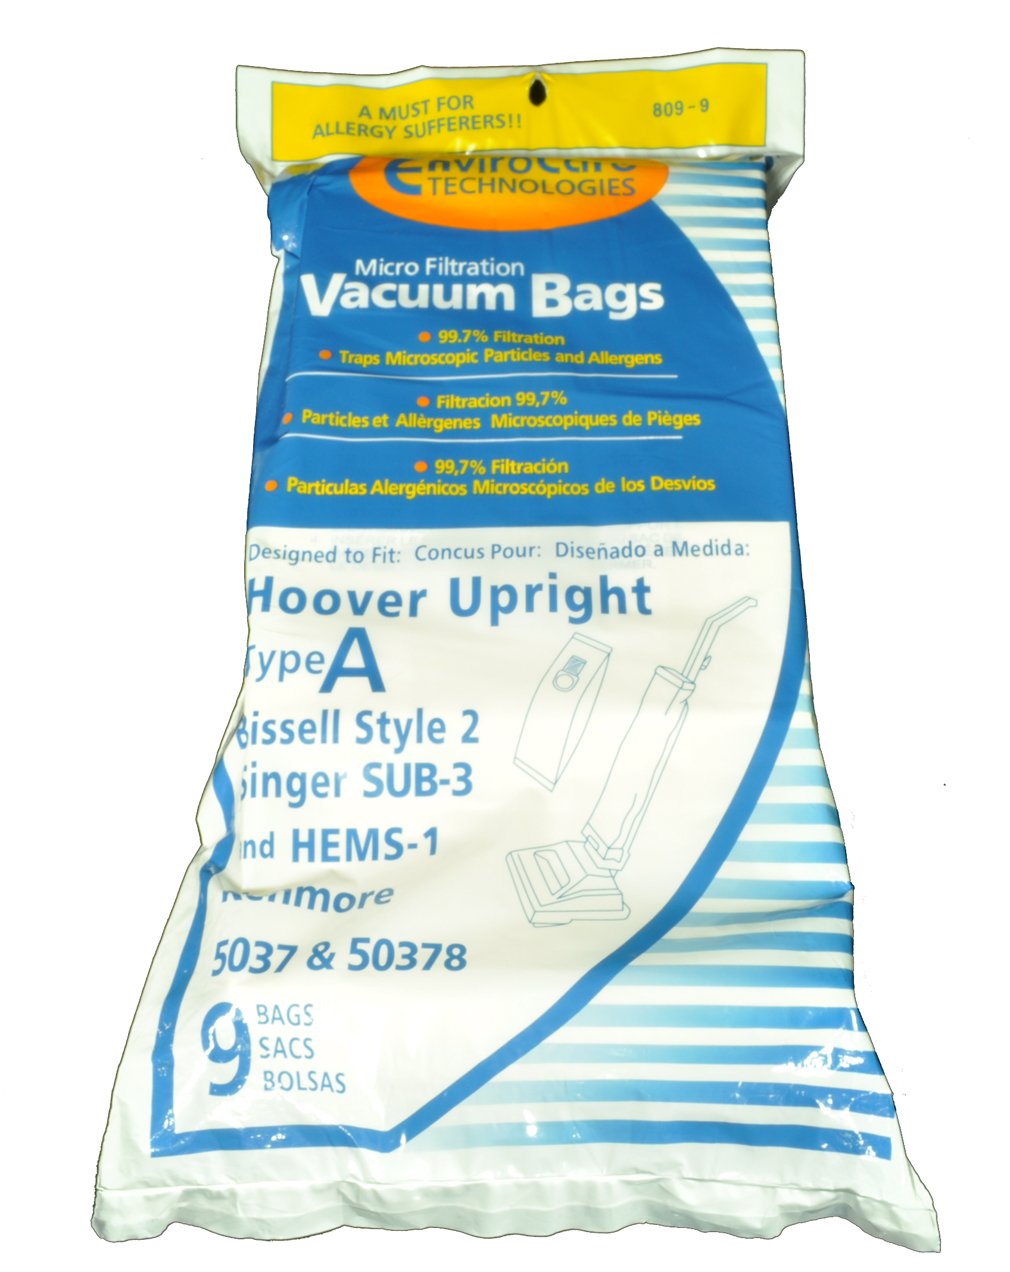 A MUST FOR
ALLERGY SUFFERERS!!
809-9
EnviroCare
TECHNOLOGIES
Micro Filtration
Vacuum Bags
99.7% Filtration
Traps Microscopic Particles and Allergens
Filtracion 99,7%
Particles et Allèrgenes Microscopiques de Pièges
99,7% Filtración
Particulas Alergénicos Microscópicos de los Desvíos
Designed to Fit: Concus Pour: Diseñado a Medida:
Hoover Upright
Type A
Bissell Style 2
Singer SUB-3
and HEMS-1
Kenmore
5037 & 50378
9 BAGS
SACS
BOLSAS